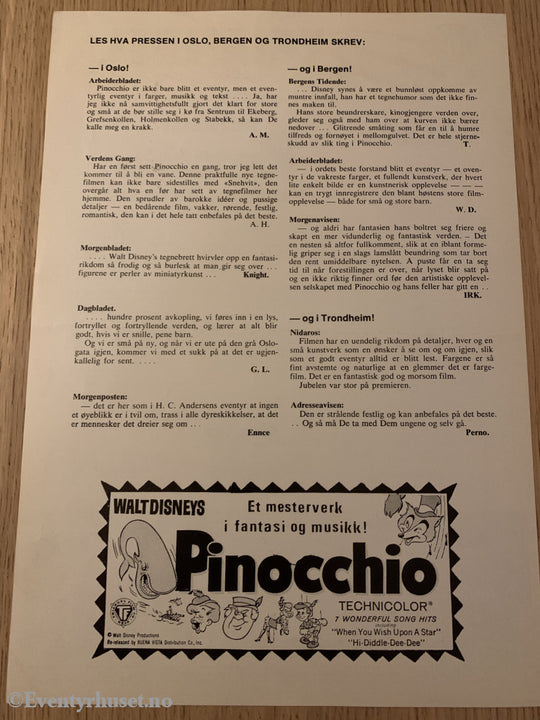 LES HVA PRESSEN I OSLO, BERGEN OG TRONDHEIM SKREV:
— i Oslo!
Arbeiderbladet:
Pinocchio er ikke bare blitt et eventyr, men et even-
tyrlig eventyr i farger, musikk og tekst . . . . Ja, har
jeg ikke nå samvittighetsfullt gjort det klart for store
og små at de bør stille seg i kø fra Sentrum til Ekeberg,
Grefsenkollen, Holmenkollen og Stabekk, så kan De
kalle meg en krakk.
A. M.
Verdens Gang:
Har en først sett Pinocchio en gang, tror jeg lett det
kommer til å bli en vane. Denne praktfulle nye tegne-
filmen kan ikke bare sidestilles med «Snehvit», den
overgår alt hva en før har sett av tegnefilmer her
hjemme. Den sprudler av barokke idéer og pussige
detaljer — en bedårende film, vakker, rørende, festlig,
romantisk, den kan i det hele tatt anbefales på det beste.
A. H.
Morgenbladet:
. . . . Walt Disney's tegnebrett hvirvler opp en fantasi-
rikdom så frodig og så burlesk at man gir seg over . . .
figurene er perler av miniatyrkunst . . .
Knight.
Dagbladet.
. . . . hundre prosent avkopling, vi føres inn i en lys,
fortryllet og fortryllende verden, og lærer at alt blir
godt, hvis vi er snille, pene barn.
Og vi er små på ny, og når vi er ute på den grå Oslo-
gata igjen, kommer vi med et sukk på at det er ugjen-
kallelig for sent. . . . .
G. L.
Morgenposten:
— det er her som i H. C. Andersens eventyr at ingen
et øyeblikk er i tvil om, trass i alle dyreskikkelser, at det
er mennesker det dreier seg om . . .
Ennce
— og i Bergen!
Bergens Tidende:
. . . Disney synes å være et bunnløst oppkomme av
muntre innfall, han har et tegnehumor som det ikke fin-
nes maken til.
Hans store beundrerskare, kinogjengere verden over,
gleder seg også med ham over at kurven ikke bærer
nedover . . . Glitrende småting som får en til å humre
tilfreds og fornøyet i mellomgulvet. Det er hele stjerne-
skudd av slik ting i Pinocchio.
T.
Arbeiderbladet:
— i ordets beste forstand blitt et eventyr — et oven-
tyr i de vakreste farger, et fullendt kunstverk, der hvert
lite enkelt bilde er en kunstnerisk opplevelse — — —
kan en trygt innregistrere den blant høstens store film-
opplevelse — både for små og store barn.
W. D.
Morgenavisen:
— og aldri har fantasien hans boltret seg friere og
skapt en mer vidunderlig og fantastisk verden. – Det
er nesten så altfor fullkomment, slik at en iblant forme-
lig griper seg i en slags lamslått beundring som tar bort
den rent umiddelbare nytelsen. A puste får en ta seg
tid til når forestillingen er over, når lyset blir satt på
og en ikke riktig finner ord før den artistiske opplevel-
sen selskapet med Pinocchio og hans feller har gitt en . .
IRK.
— og i Trondheim!
Nidaros:
Filmen har en uendelig rikdom på detaljer, hver og en
små kunstverk som en ønsker å se om og om igjen, slik
som et godt eventyr alltid er blitt lest. Fargene er så
fint avstemte og naturlige at en glemmer det er farge-
film. Det er en fantastisk god og morsom film.
Jubelen var stor på premieren.
Adresseavisen:
Den er strålende festlig og kan anbefales på det beste.
. . Og så må De ta med Dem ungene og selv gå.
Perno.
WALT DISNEYS
Et mesterverk
i fantasi og musikk!
Pinocchio
TECHNICOLOR®
7 WONDERFUL SONG HITS
including
"When You Wish Upon A Star"
"Hi-Diddle-Dee-Dee"
© Walt Disney Productions
Re-released by BUENA VISTA Distribution Co., Inc.
© Eventyrhuset.no